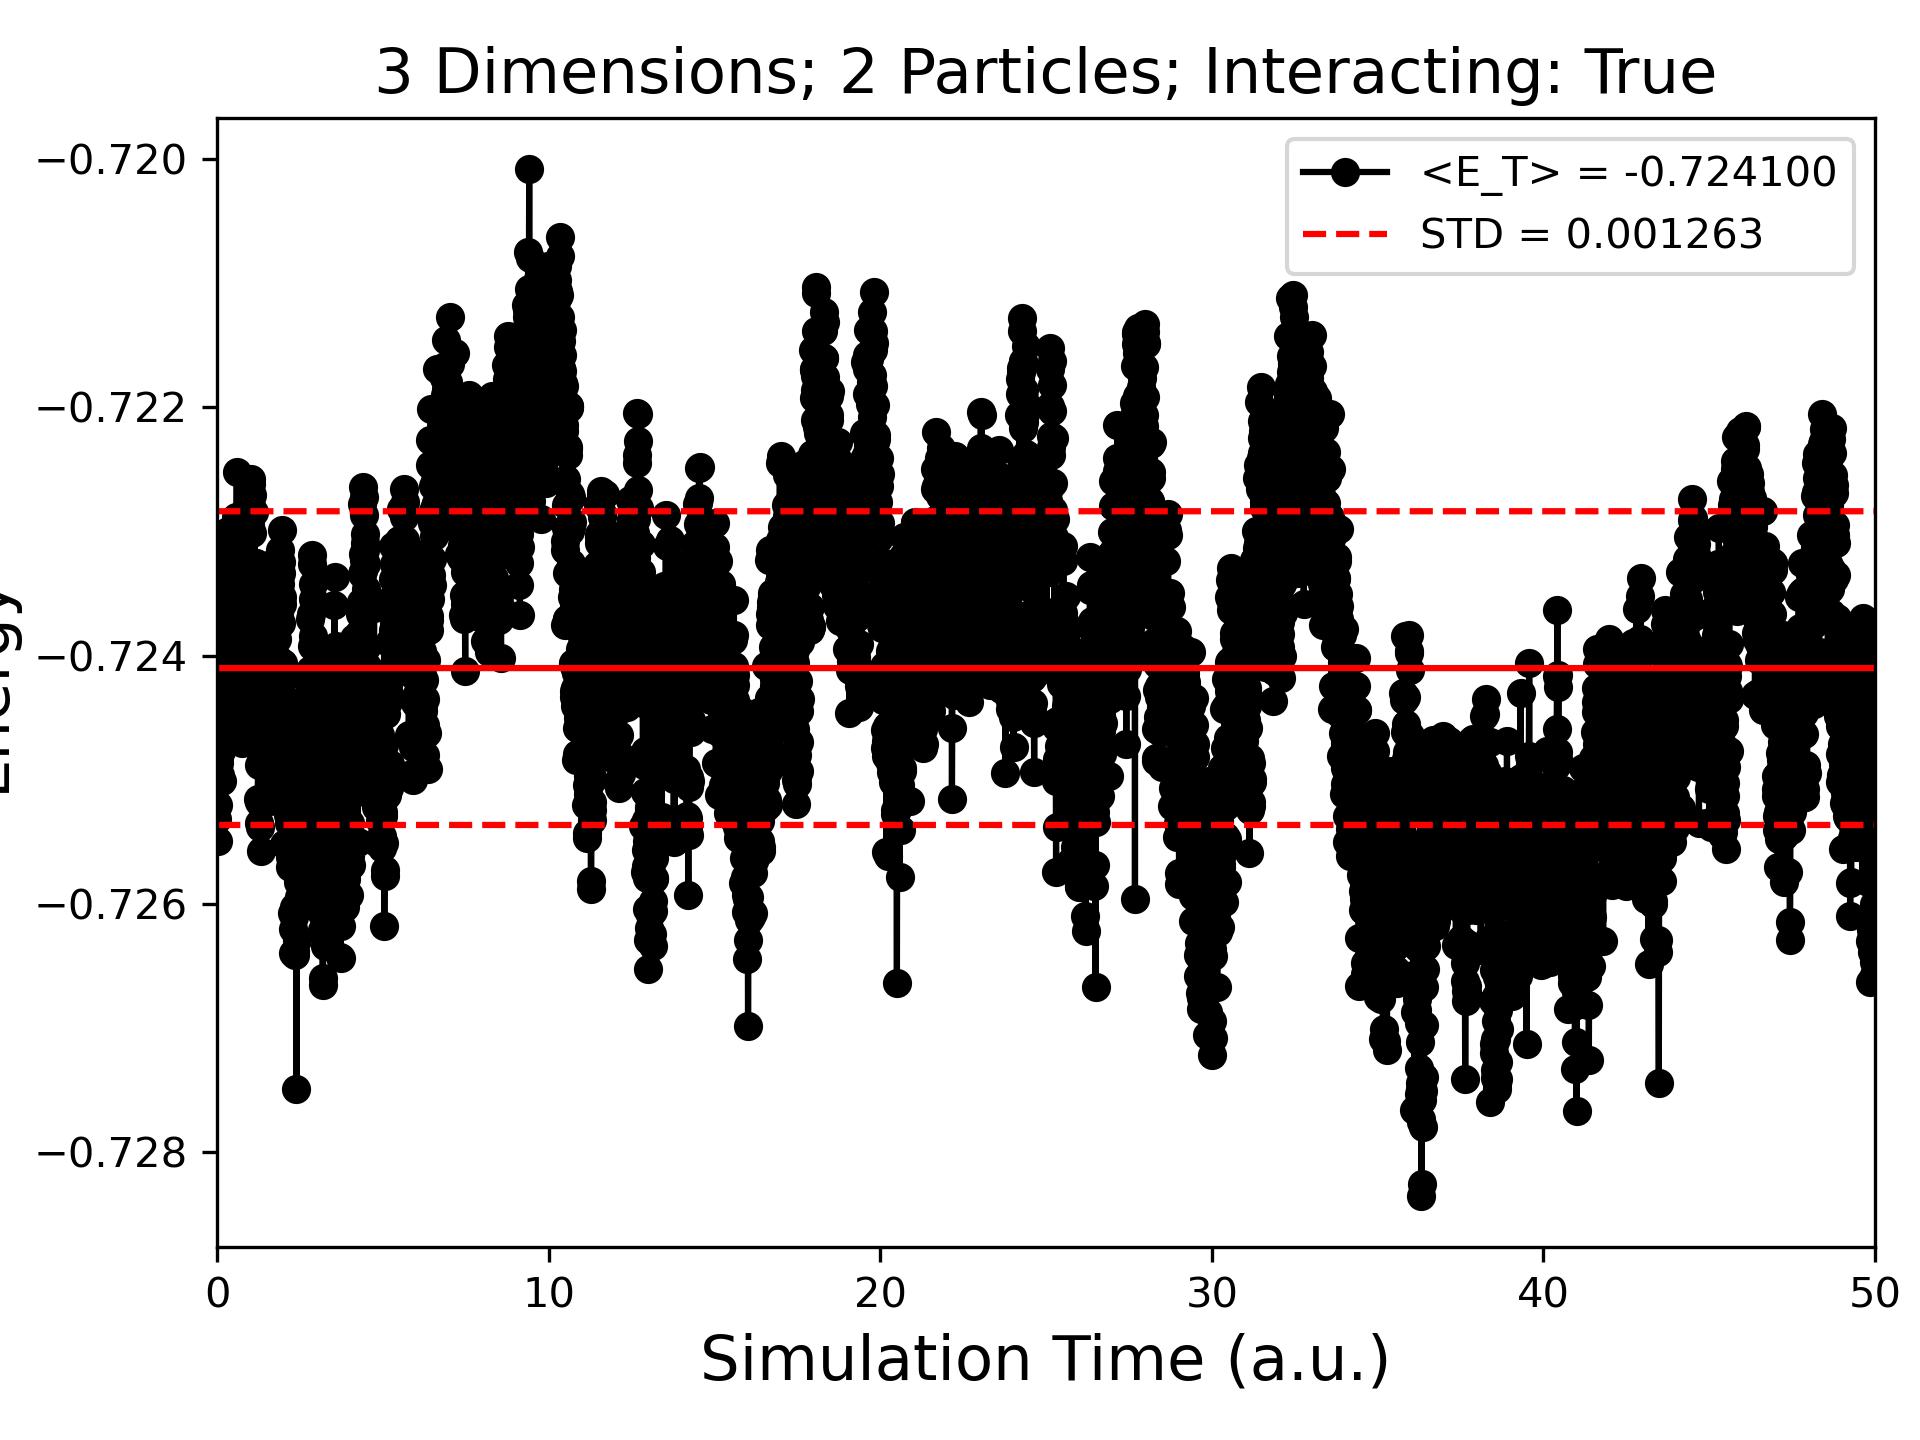 3 Dimensions; 2 Particles; Interacting: True
<E_T> = -0.724100
STD = 0.001263
−0.720
−0.722
−0.724
−0.726
−0.728
Energy
0 10 20 30 40 50
Simulation Time (a.u.)